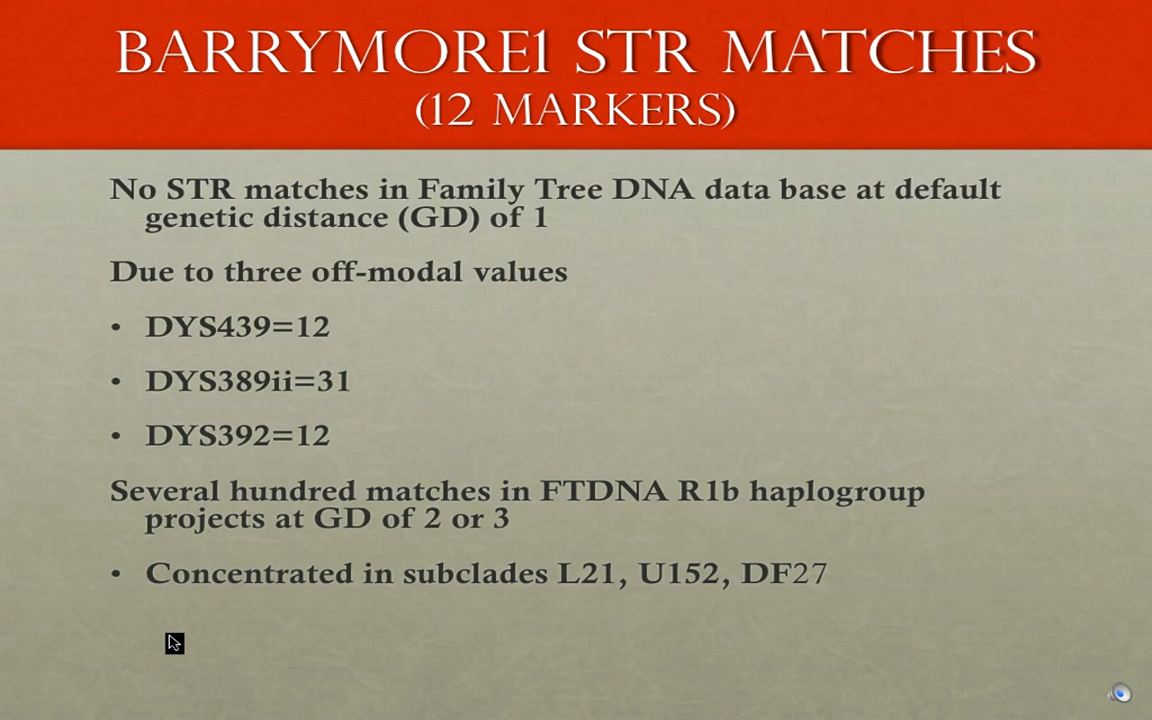 BARRYMORE1 STR MATCHES
(12 MARKERS)
No STR matches in Family Tree DNA data base at default
genetic distance (GD) of 1
Due to three off-modal values
• DYS439=12
• DYS389ii=31
• DYS392=12
Several hundred matches in FTDNA R1b haplogroup
projects at GD of 2 or 3
• Concentrated in subclades L21, U152, DF27